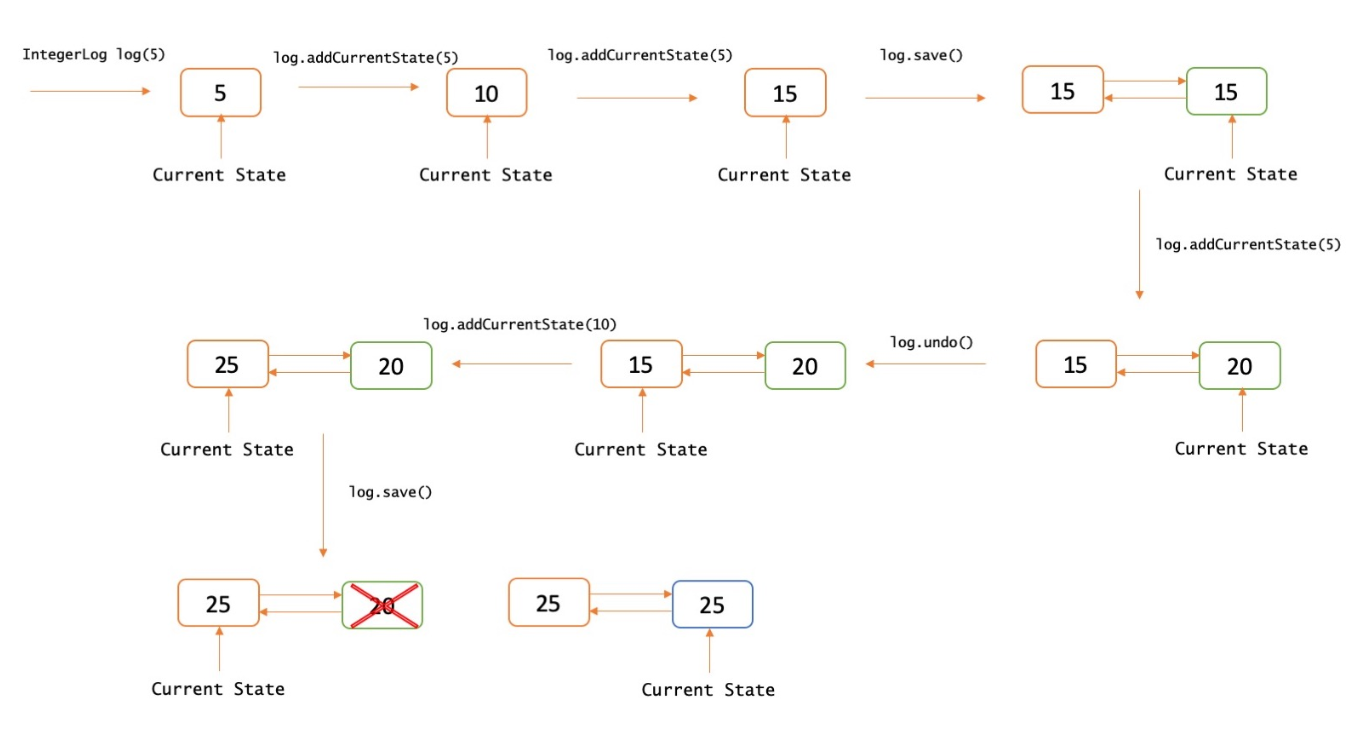 IntegerLog log(5)
log.addCurrentState(5)
log.addCurrentState(5)
log.save()
5
10
15
15
15
Current State
Current State
Current State
Current State
log.addCurrentState(5)
log.addCurrentState(10)
log.undo()
25
20
15
20
15
20
Current State
Current State
Current State
log.save()
25
20
25
25
Current State
Current State